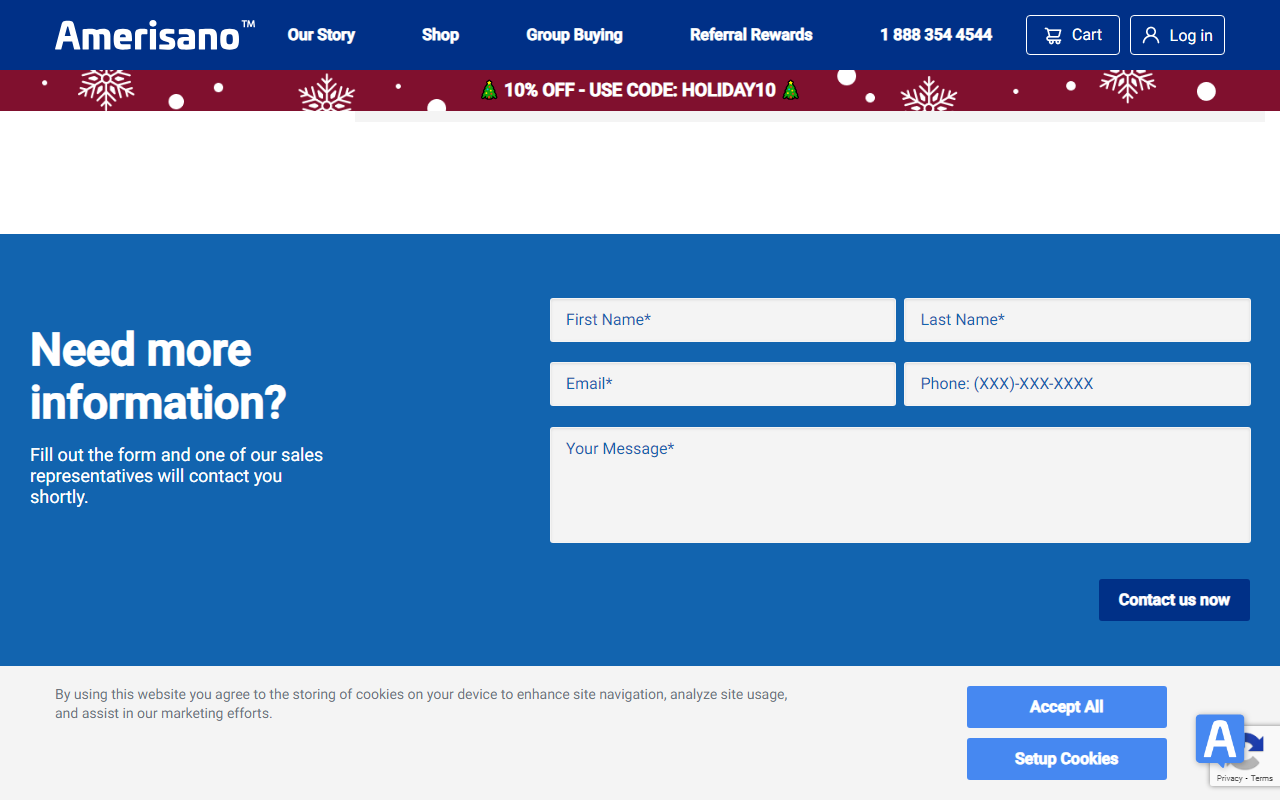 Amerisano™
Our Story
Shop
Group Buying
Referral Rewards
1 888 354 4544
Cart
Log in
10% OFF - USE CODE: HOLIDAY10
Need more
information?
Fill out the form and one of our sales
representatives will contact you
shortly.
First Name*
Last Name*
Email*
Phone: (XXX)-XXX-XXXX
Your Message*
Contact us now
By using this website you agree to the storing of cookies on your device to enhance site navigation, analyze site usage,
and assist in our marketing efforts.
Accept All
Setup Cookies
A
Privacy - Terms